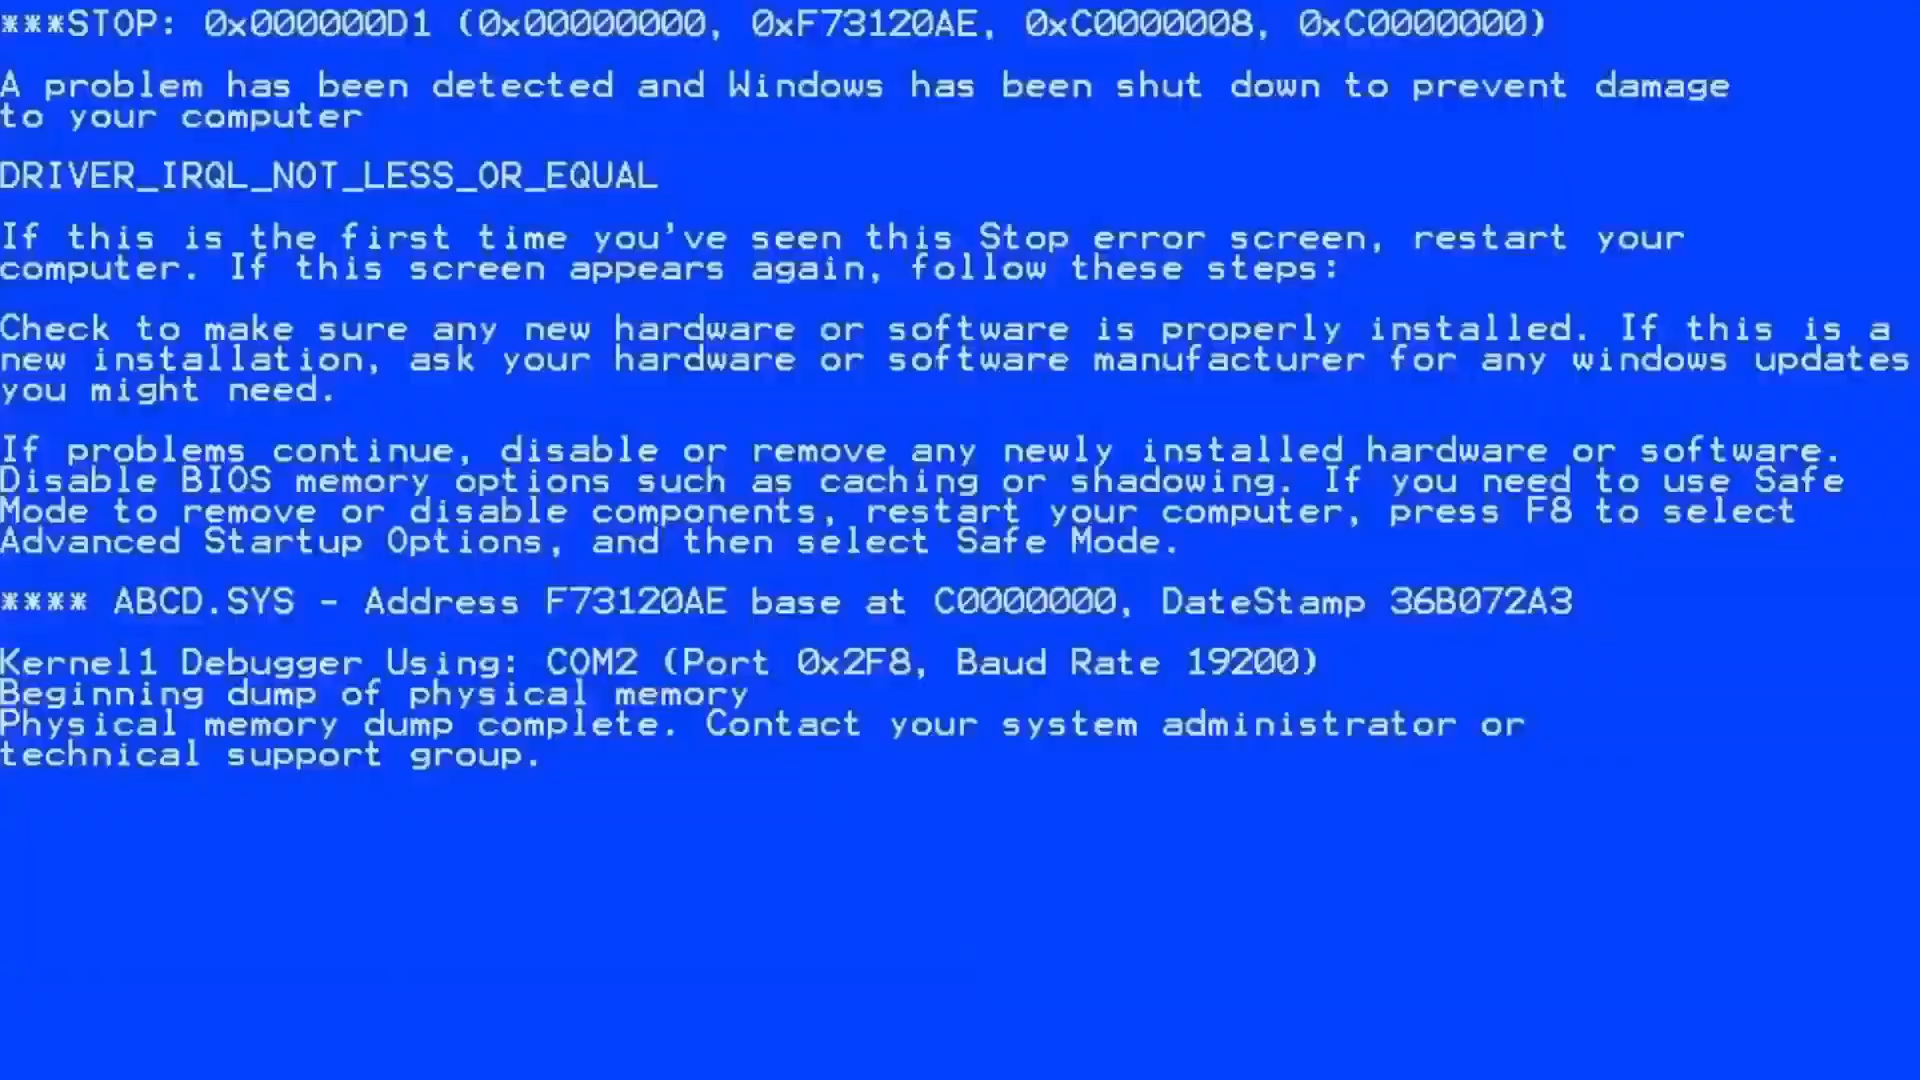 ***STOP: 0x000000D1 (0x00000000, 0xF73120AE, 0xC0000008, 0xC0000000)
A problem has been detected and Windows has been shut down to prevent damage
to your computer
DRIVER_IRQL_NOT_LESS_OR_EQUAL
If this is the first time you've seen this Stop error screen, restart your
computer. If this screen appears again, follow these steps:
Check to make sure any new hardware or software is properly installed. If this is a
new installation, ask your hardware or software manufacturer for any windows updates
you might need.
If problems continue, disable or remove any newly installed hardware or software.
Disable BIOS memory options such as caching or shadowing. If you need to use Safe
Mode to remove or disable components, restart your computer, press F8 to select
Advanced Startup Options, and then select Safe Mode.
**** ABCD.SYS - Address F73120AE base at C0000000, DateStamp 36B072A3
Kernel1 Debugger Using: COM2 (Port 0x2F8, Baud Rate 19200)
Beginning dump of physical memory
Physical memory dump complete. Contact your system administrator or
technical support group.